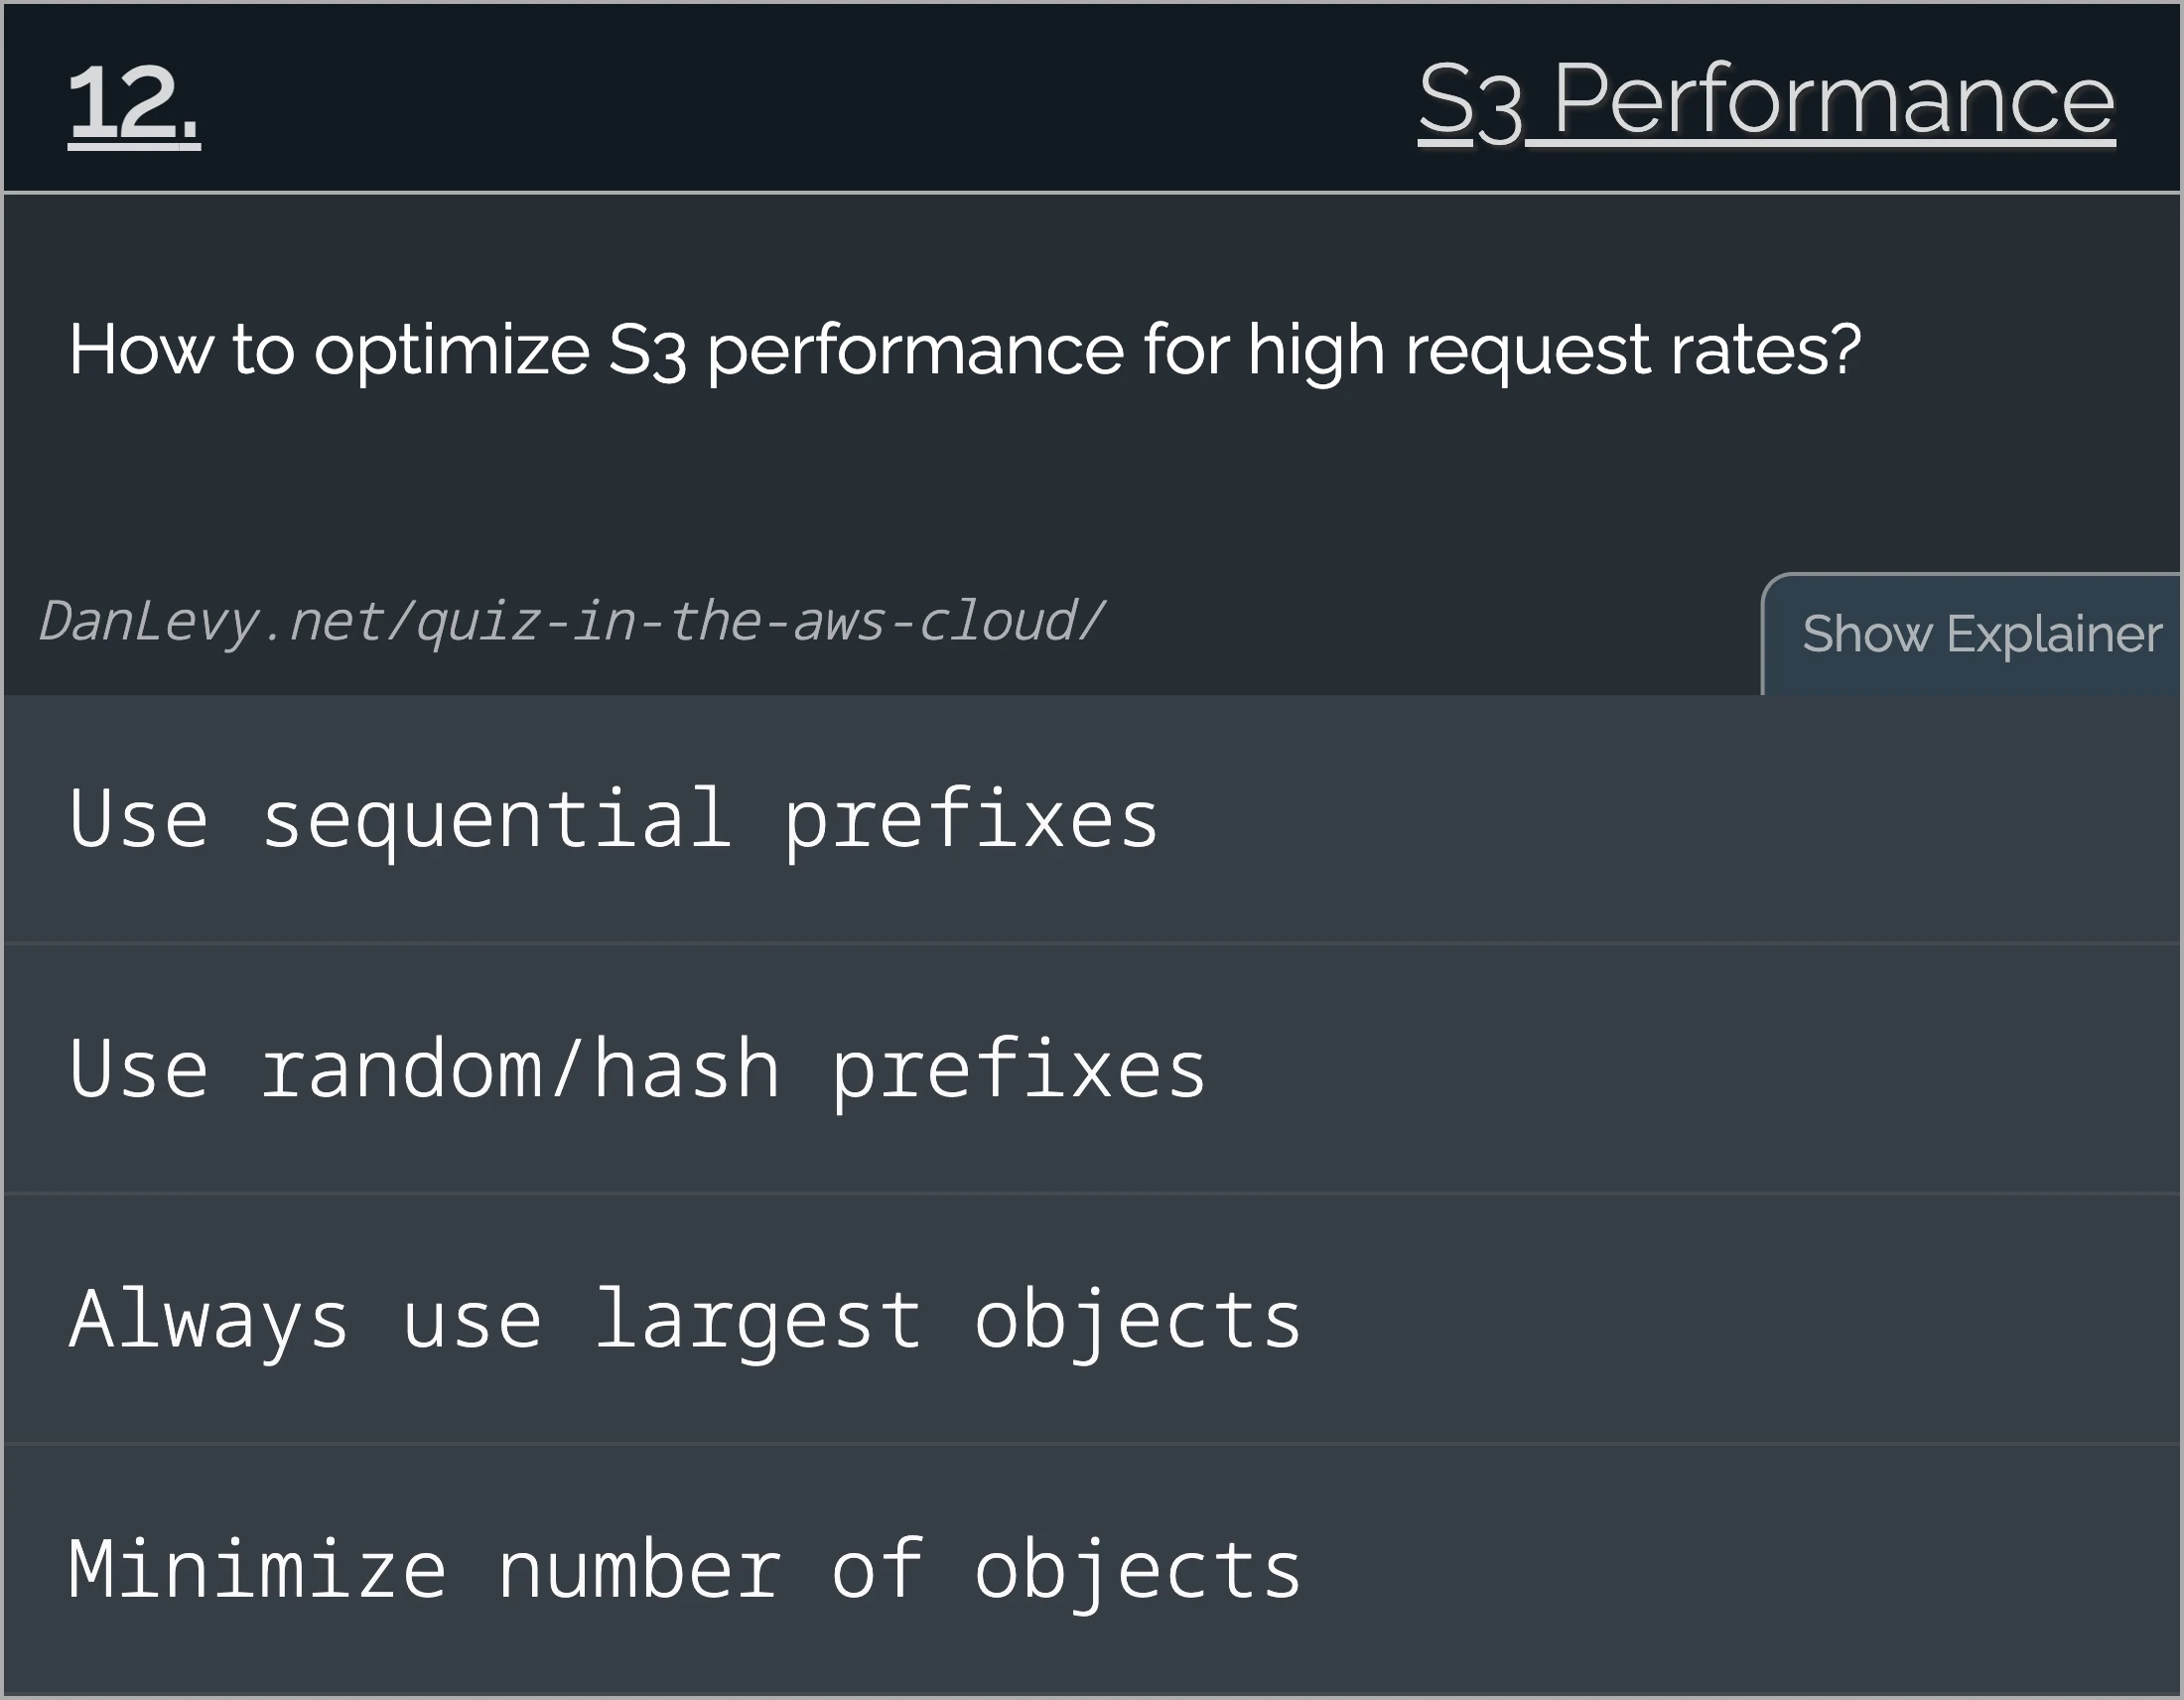 12.
S3 Performance
How to optimize S3 performance for high request rates?
DanLevy.net/quiz-in-the-aws-cloud/
Show Explainer
Use sequential prefixes
Use random/hash prefixes
Always use largest objects
Minimize number of objects